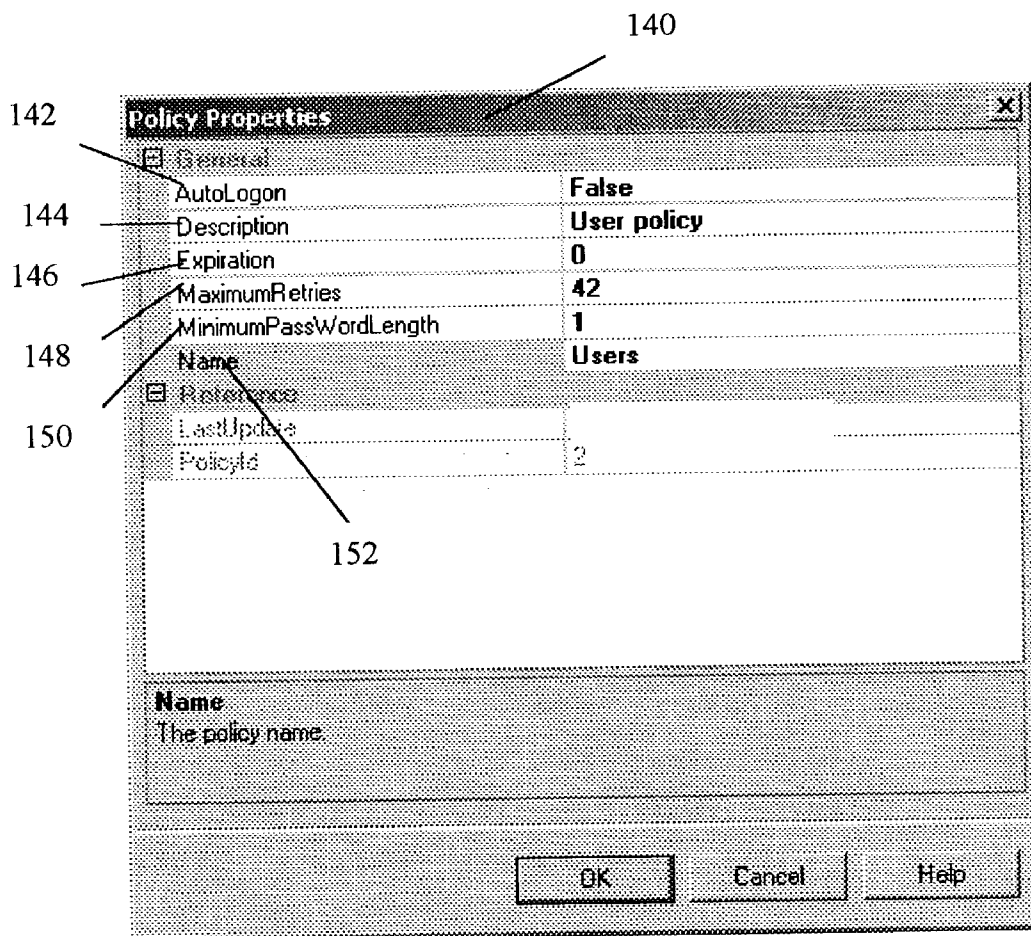 140
Policy Properties
142
General
AutoLogon False
144
Description User policy
Expiration 0
146
MaximumRetries 42
MinimumPassWordLength 1
148
Name Users
Reference
150
LastUpdate
PolicyId 2
152
Name
The policy name.
OK Cancel Help